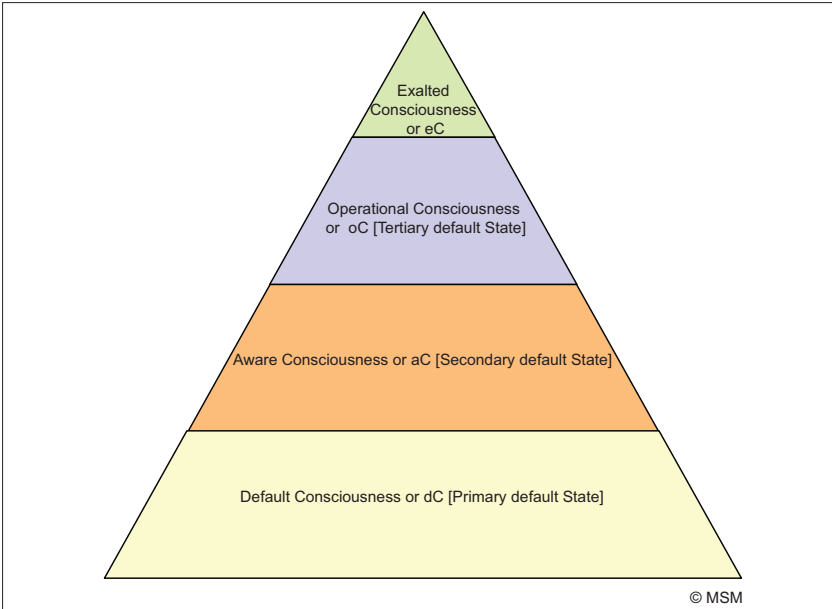 Exalted
Consciousness
or eC
Operational Consciousness
or oC [Tertiary default State]
Aware Consciousness or aC [Secondary default State]
Default Consciousness or dC [Primary default State]
© MSM